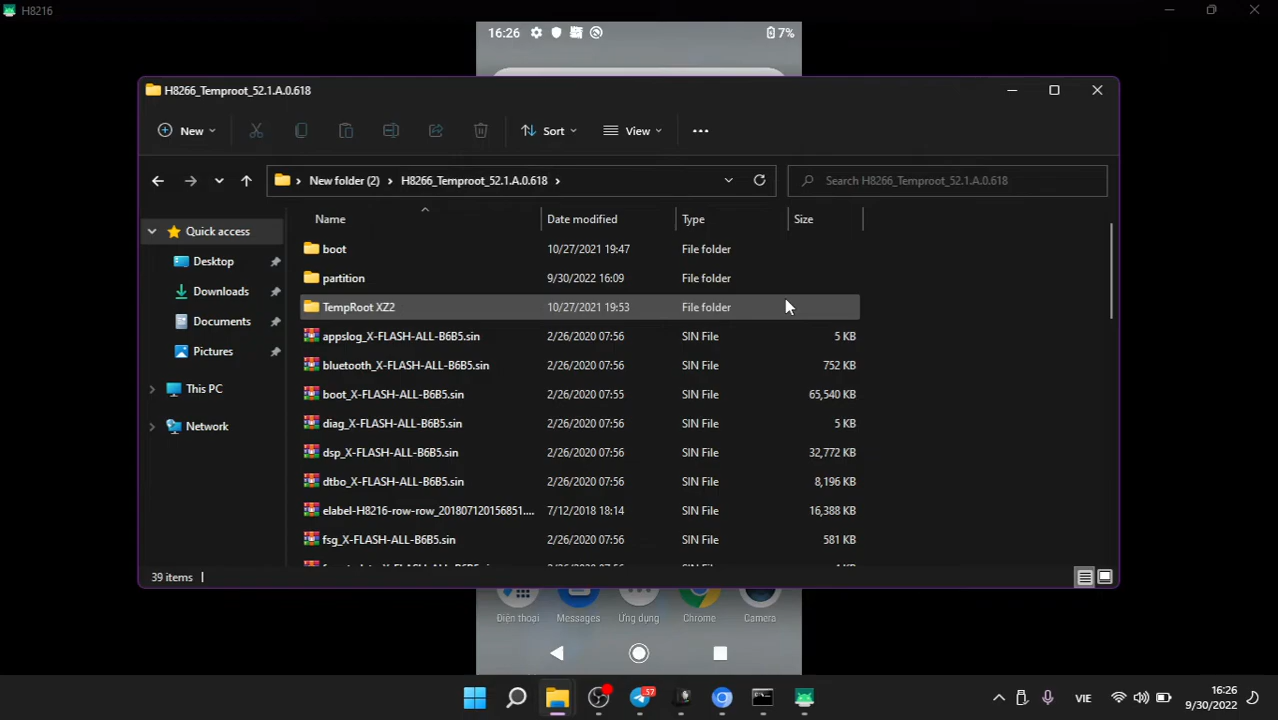 H8216
16:26
7%
H8266_Temproot_52.1.A.0.618
New
Sort
View
New folder (2)
H8266_Temproot_52.1.A.0.618
Search H8266_Temproot_52.1.A.0.618
Name Date modified Type Size
Quick access
Desktop
Downloads
Documents
Pictures
This PC
Network
boot 10/27/2021 19:47 File folder
partition 9/30/2022 16:09 File folder
TempRoot XZ2 10/27/2021 19:53 File folder
appslog_X-FLASH-ALL-B6B5.sin 2/26/2020 07:56 SIN File 5 KB
bluetooth_X-FLASH-ALL-B6B5.sin 2/26/2020 07:56 SIN File 752 KB
boot_X-FLASH-ALL-B6B5.sin 2/26/2020 07:55 SIN File 65,540 KB
diag_X-FLASH-ALL-B6B5.sin 2/26/2020 07:56 SIN File 5 KB
dsp_X-FLASH-ALL-B6B5.sin 2/26/2020 07:56 SIN File 32,772 KB
dtbo_X-FLASH-ALL-B6B5.sin 2/26/2020 07:56 SIN File 8,196 KB
elabel-H8216-row-row_201807120156851.... 7/12/2018 18:14 SIN File 16,388 KB
fsg_X-FLASH-ALL-B6B5.sin 2/26/2020 07:56 SIN File 581 KB
39 items
Điện thoại Messages Ứng dụng Chrome Camera
57
VIE
16:26
9/30/2022